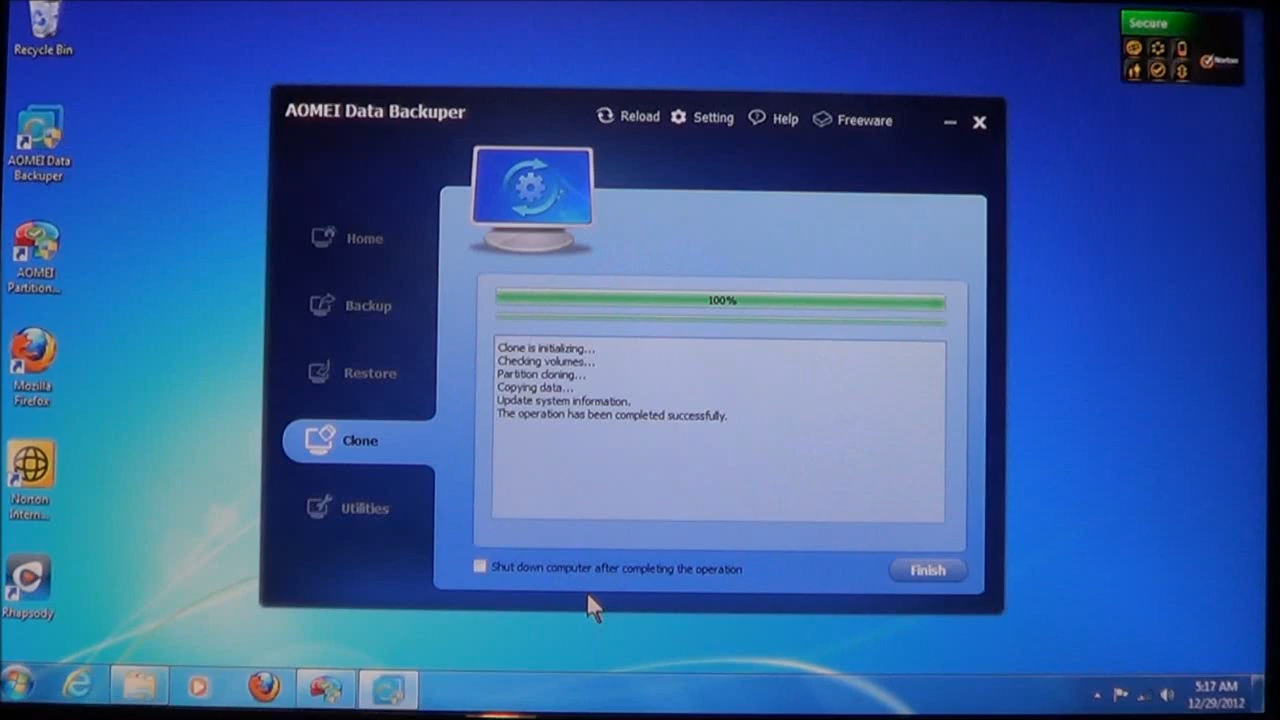 Recycle Bin
AOMEI Data
Backuper
AOMEI
Partition...
Mozilla
Firefox
Norton
Intern...
Rhapsody
Secure
Norton
AOMEI Data Backuper
Reload
Setting
Help
Freeware
Home
Backup
Restore
Clone
Utilities
100%
Clone is initializing...
Checking volumes...
Partition cloning...
Copying data...
Update system information.
The operation has been completed successfully.
Shut down computer after completing the operation
Finish
5:17 AM
12/29/2012